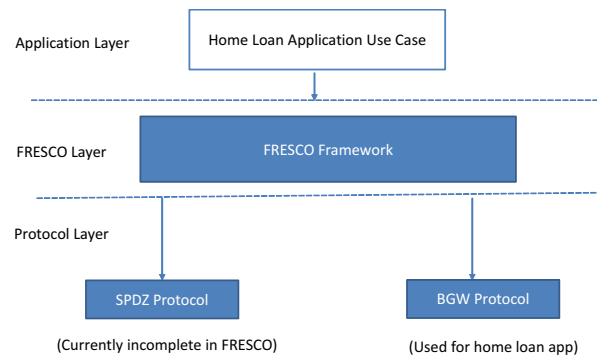 Application Layer
Home Loan Application Use Case
FRESCO Layer
FRESCO Framework
Protocol Layer
SPDZ Protocol
BGW Protocol
(Currently incomplete in FRESCO)
(Used for home loan app)